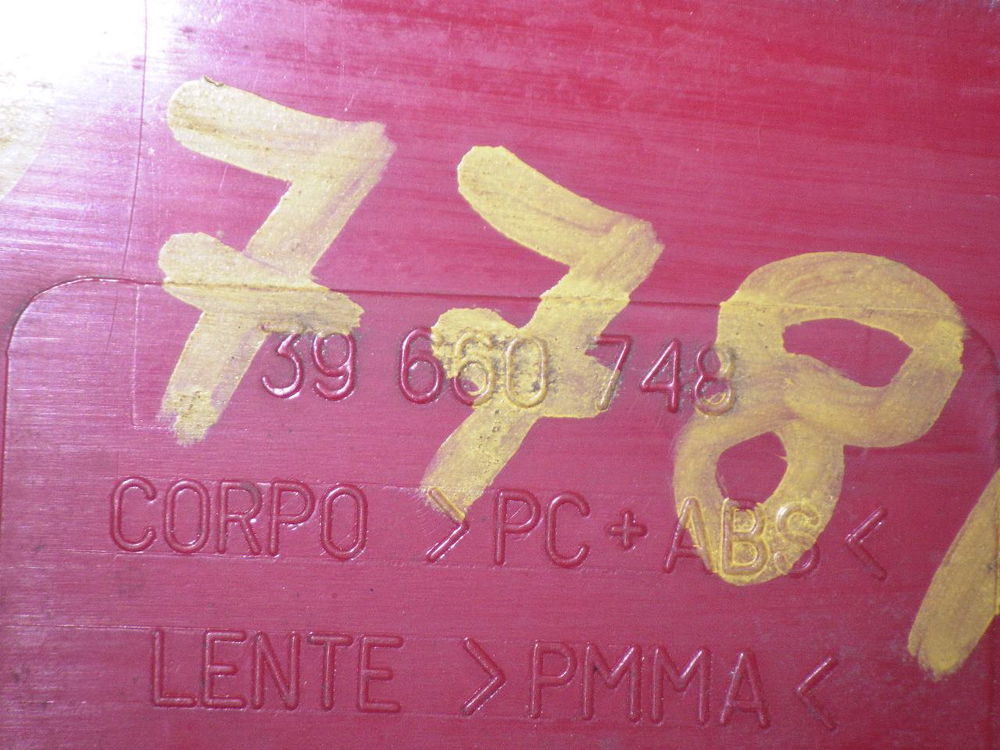 778
39 660 748
CORPO >PC+ABS<
LENTE >PMMA<